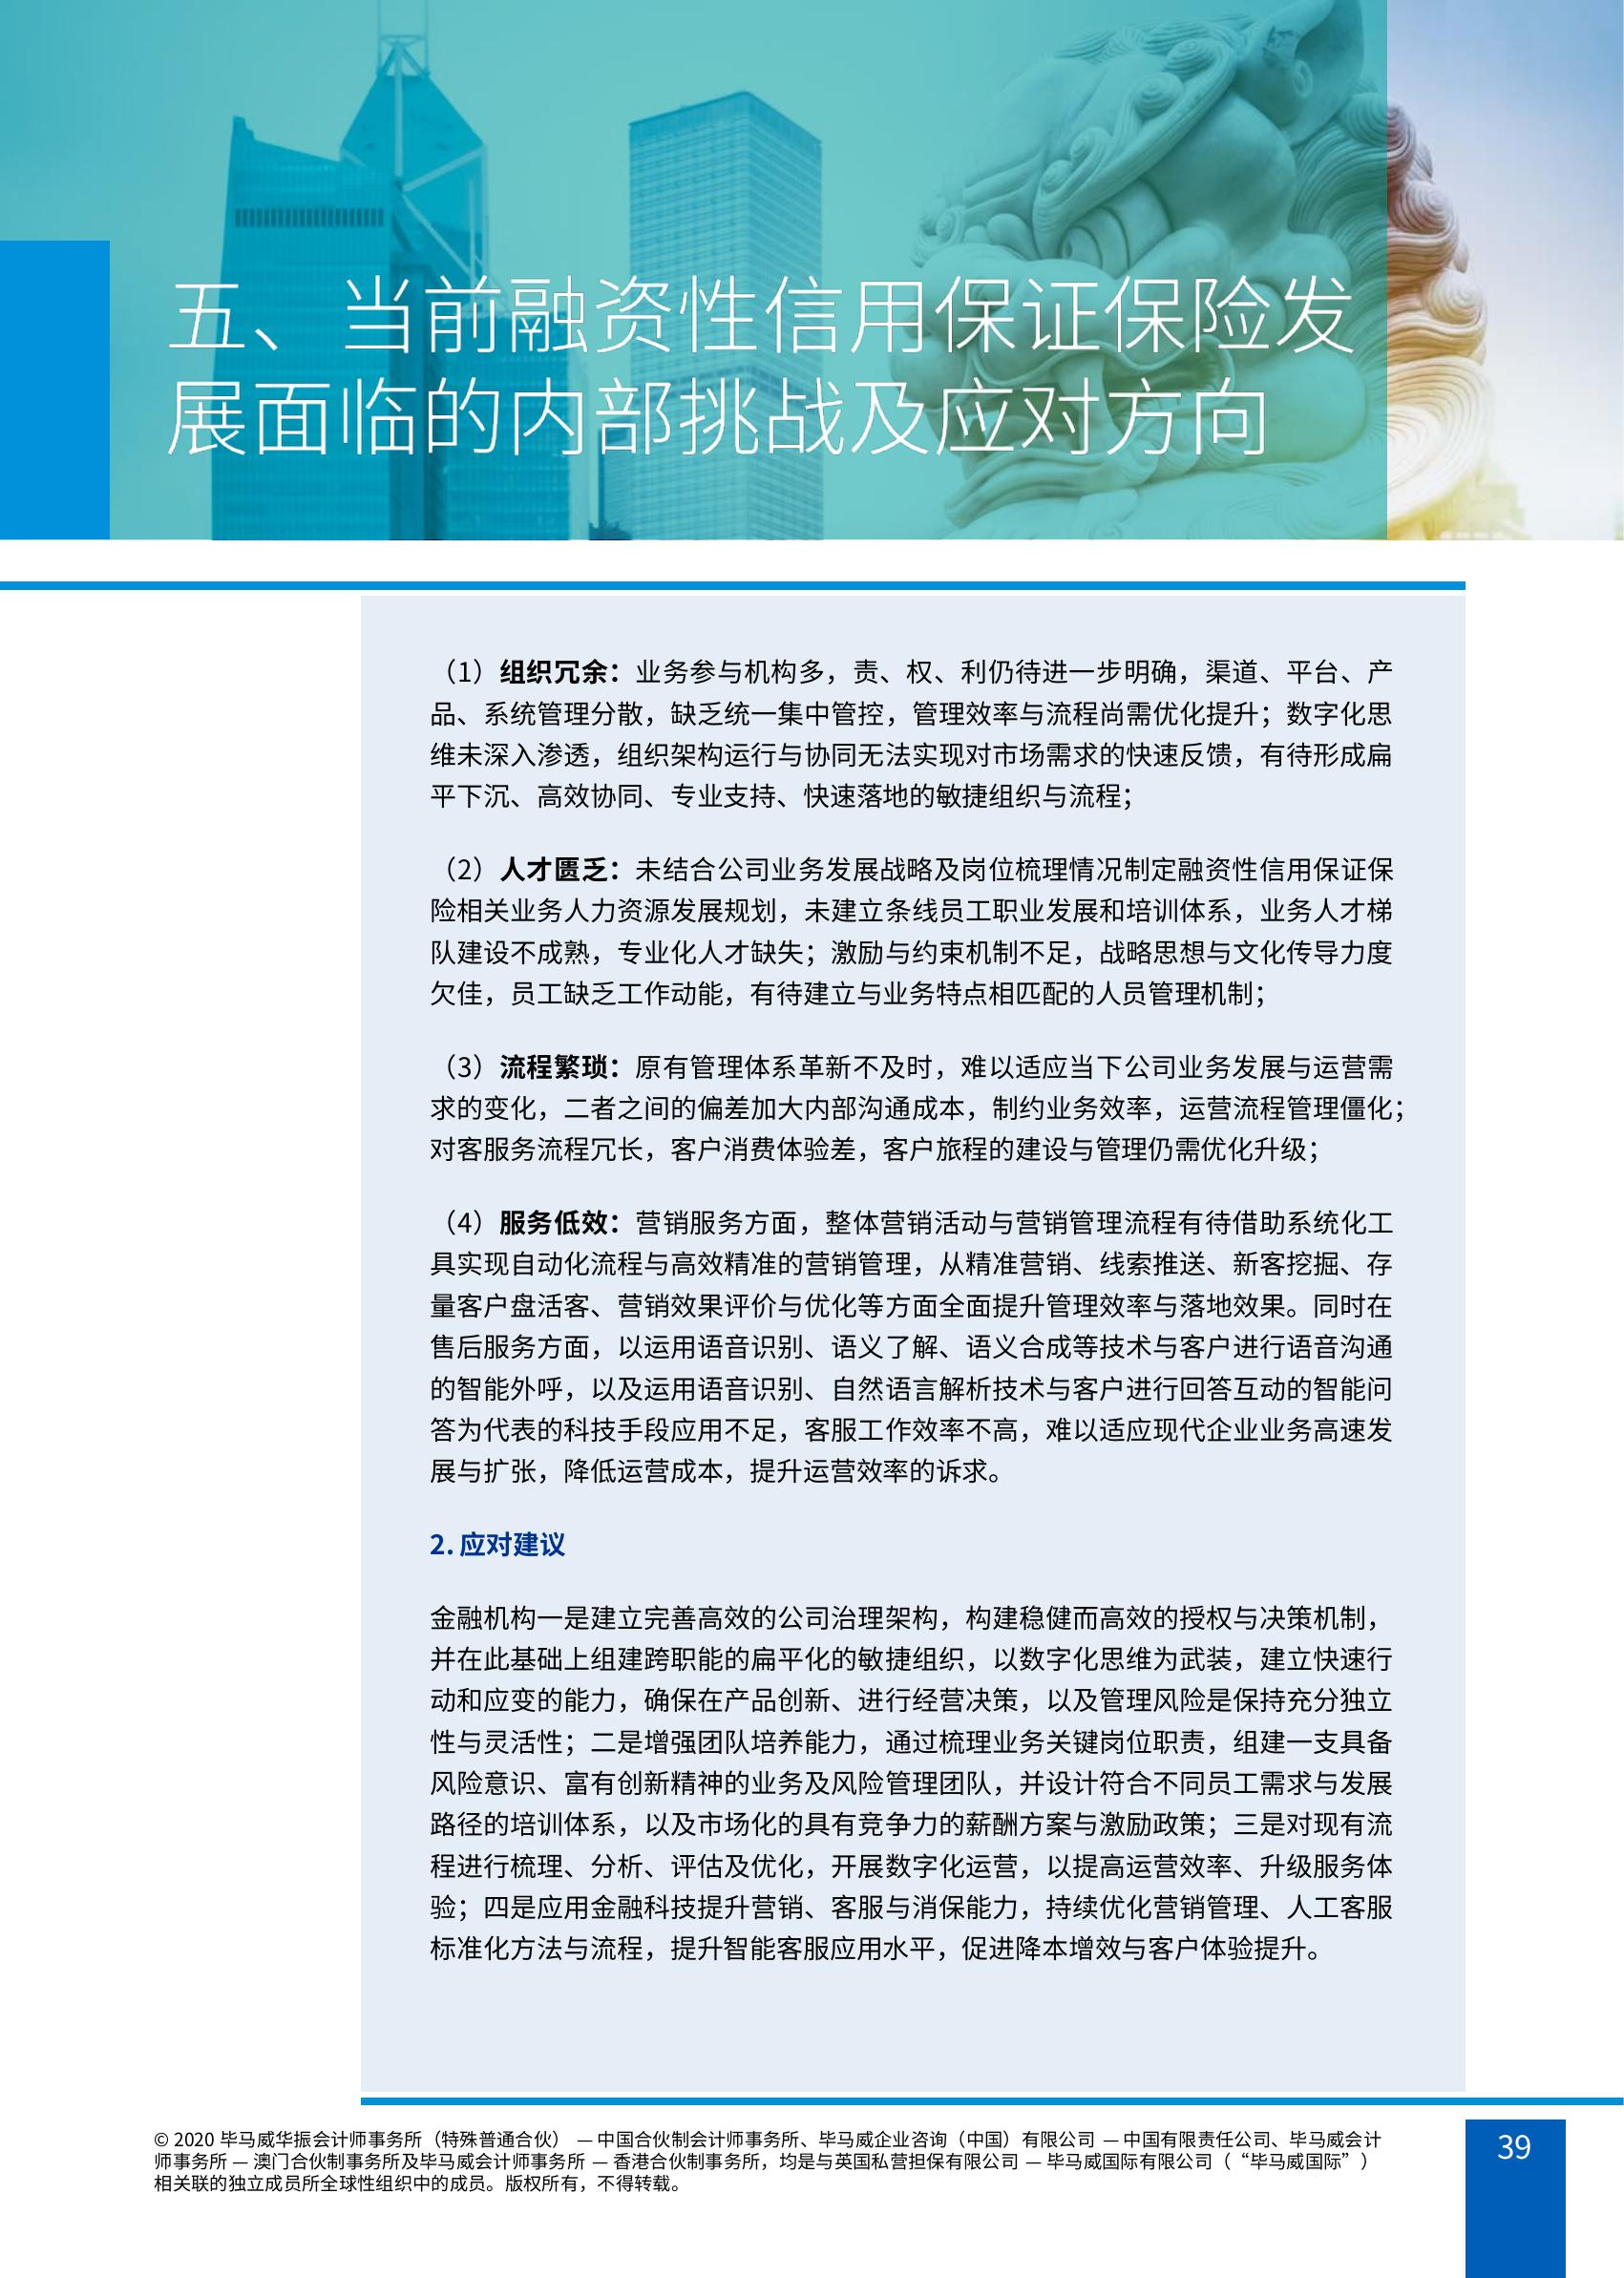 五、当前融资性信用保证保险发
展面临的内部挑战及应对方向
（1）组织冗余：业务参与机构多，责、权、利仍待进一步明确，渠道、平台、产
品、系统管理分散，缺乏统一集中管控，管理效率与流程尚需优化提升；数字化思
维未深入渗透，组织架构运行与协同无法实现对市场需求的快速反馈，有待形成扁
平下沉、高效协同、专业支持、快速落地的敏捷组织与流程；
（2）人才匮乏：未结合公司业务发展战略及岗位梳理情况制定融资性信用保证保
险相关业务人力资源发展规划，未建立条线员工职业发展和培训体系，业务人才梯
队建设不成熟，专业化人才缺失；激励与约束机制不足，战略思想与文化传导力度
欠佳，员工缺乏工作动能，有待建立与业务特点相匹配的人员管理机制；
（3）流程繁琐：原有管理体系革新不及时，难以适应当下公司业务发展与运营需
求的变化，二者之间的偏差加大内部沟通成本，制约业务效率，运营流程管理僵化；
对客服务流程冗长，客户消费体验差，客户旅程的建设与管理仍需优化升级；
（4）服务低效：营销服务方面，整体营销活动与营销管理流程有待借助系统化工
具实现自动化流程与高效精准的营销管理，从精准营销、线索推送、新客挖掘、存
量客户盘活客、营销效果评价与优化等方面全面提升管理效率与落地效果。同时在
售后服务方面，以运用语音识别、语义了解、语义合成等技术与客户进行语音沟通
的智能外呼，以及运用语音识别、自然语言解析技术与客户进行回答互动的智能问
答为代表的科技手段应用不足，客服工作效率不高，难以适应现代企业业务高速发
展与扩张，降低运营成本，提升运营效率的诉求。
2. 应对建议
金融机构一是建立完善高效的公司治理架构，构建稳健而高效的授权与决策机制，
并在此基础上组建跨职能的扁平化的敏捷组织，以数字化思维为武装，建立快速行
动和应变的能力，确保在产品创新、进行经营决策，以及管理风险是保持充分独立
性与灵活性；二是增强团队培养能力，通过梳理业务关键岗位职责，组建一支具备
风险意识、富有创新精神的业务及风险管理团队，并设计符合不同员工需求与发展
路径的培训体系，以及市场化的具有竞争力的薪酬方案与激励政策；三是对现有流
程进行梳理、分析、评估及优化，开展数字化运营，以提高运营效率、升级服务体
验；四是应用金融科技提升营销、客服与消保能力，持续优化营销管理、人工客服
标准化方法与流程，提升智能客服应用水平，促进降本增效与客户体验提升。
© 2020 毕马威华振会计师事务所（特殊普通合伙） — 中国合伙制会计师事务所、毕马威企业咨询（中国）有限公司 — 中国有限责任公司、毕马威会计
师事务所 — 澳门合伙制事务所及毕马威会计师事务所 — 香港合伙制事务所，均是与英国私营担保有限公司 — 毕马威国际有限公司（“毕马威国际”）
相关联的独立成员所全球性组织中的成员。版权所有，不得转载。
39